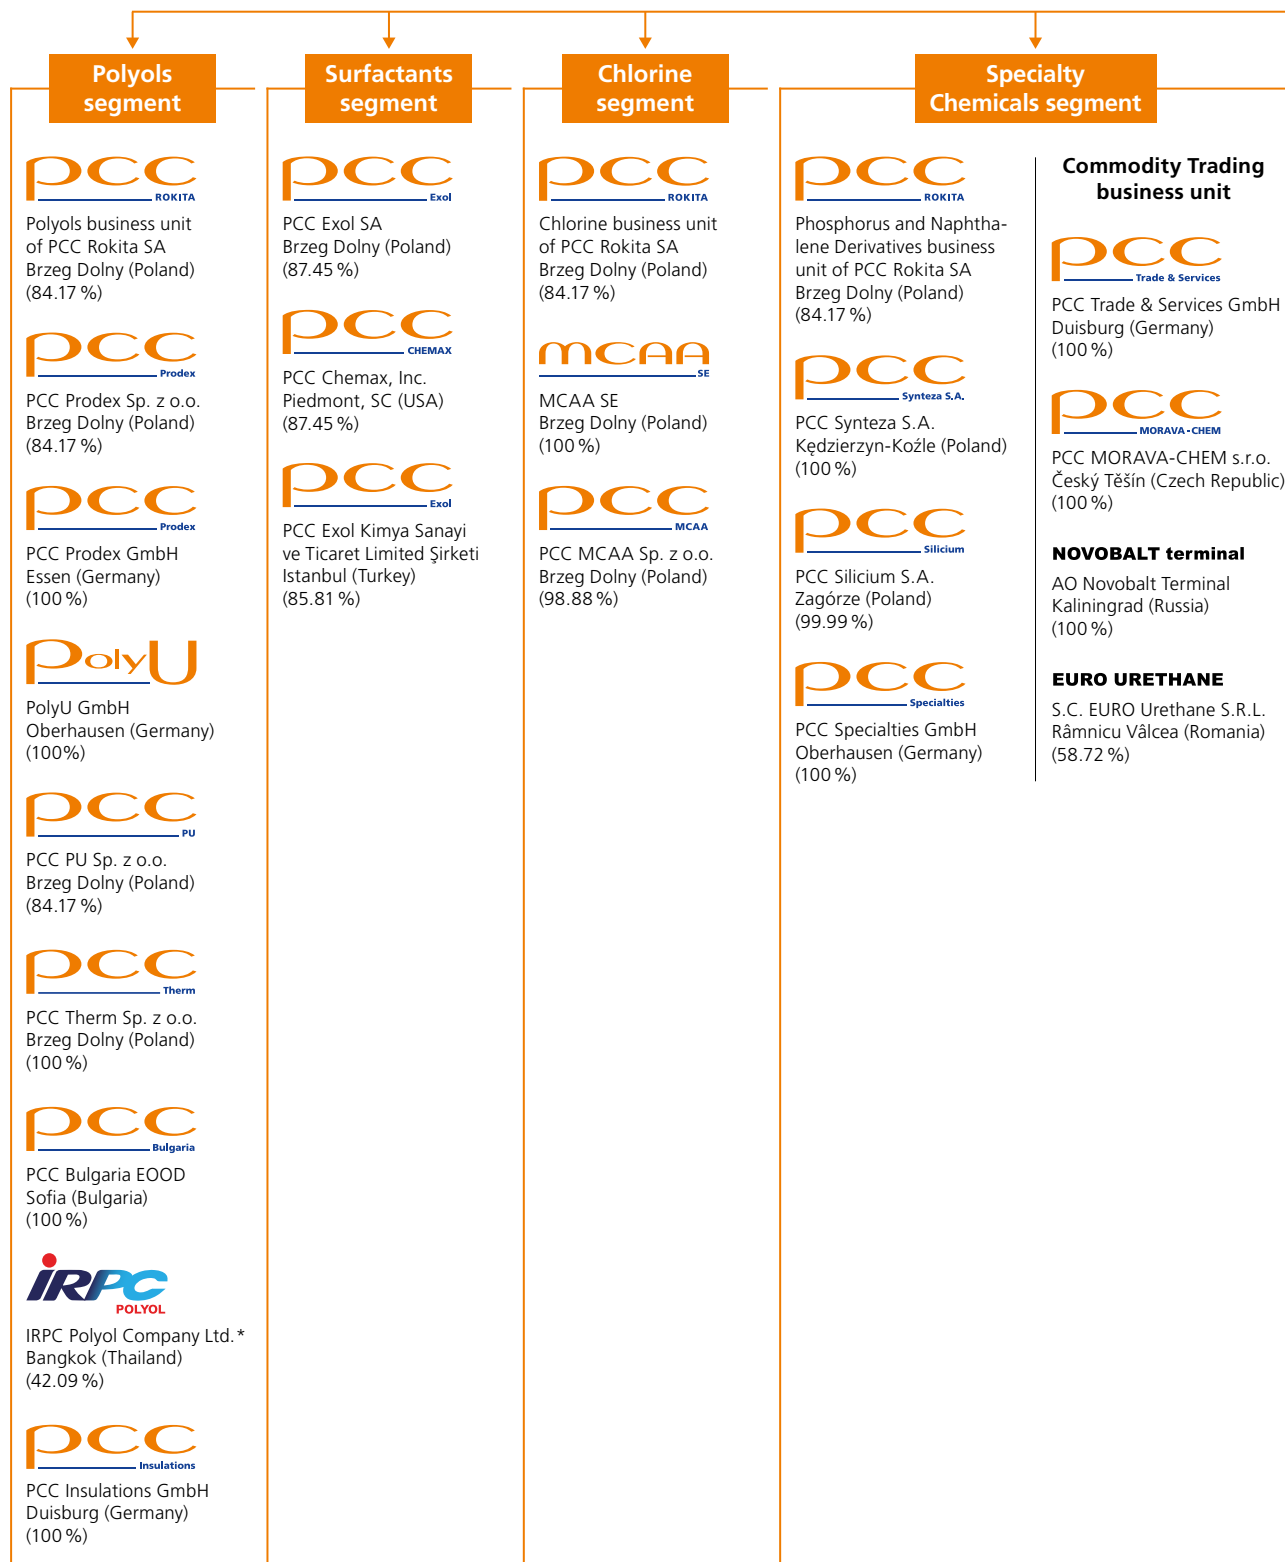 Polyols
segment
pcc
ROKITA
Polyols business unit
of PCC Rokita SA
Brzeg Dolny (Poland)
(84.17 %)
pcc
Prodex
PCC Prodex Sp. z o.o.
Brzeg Dolny (Poland)
(84.17 %)
pcc
Prodex
PCC Prodex GmbH
Essen (Germany)
(100 %)
PolyU
PolyU GmbH
Oberhausen (Germany)
(100%)
pcc
PU
PCC PU Sp. z o.o.
Brzeg Dolny (Poland)
(84.17 %)
pcc
Therm
PCC Therm Sp. z o.o.
Brzeg Dolny (Poland)
(100 %)
pcc
Bulgaria
PCC Bulgaria EOOD
Sofia (Bulgaria)
(100 %)
iRPC
POLYOL
IRPC Polyol Company Ltd.*
Bangkok (Thailand)
(42.09 %)
pcc
Insulations
PCC Insulations GmbH
Duisburg (Germany)
(100 %)
Surfactants
segment
pcc
Exol
PCC Exol SA
Brzeg Dolny (Poland)
(87.45 %)
pcc
CHEMAX
PCC Chemax, Inc.
Piedmont, SC (USA)
(87.45 %)
pcc
Exol
PCC Exol Kimya Sanayi
ve Ticaret Limited Şirketi
Istanbul (Turkey)
(85.81 %)
Chlorine
segment
pcc
ROKITA
Chlorine business unit
of PCC Rokita SA
Brzeg Dolny (Poland)
(84.17 %)
mcaa
SE
MCAA SE
Brzeg Dolny (Poland)
(100 %)
pcc
MCAA
PCC MCAA Sp. z o.o.
Brzeg Dolny (Poland)
(98.88 %)
Specialty
Chemicals segment
pcc
ROKITA
Phosphorus and Naphtha-
lene Derivatives business
unit of PCC Rokita SA
Brzeg Dolny (Poland)
(84.17 %)
pcc
Synteza S.A.
PCC Synteza S.A.
Kędzierzyn-Koźle (Poland)
(100 %)
pcc
Silicium
PCC Silicium S.A.
Zagórze (Poland)
(99.99 %)
pcc
Specialties
PCC Specialties GmbH
Oberhausen (Germany)
(100 %)
Commodity Trading
business unit
pcc
Trade & Services
PCC Trade & Services GmbH
Duisburg (Germany)
(100 %)
pcc
MORAVA-CHEM
PCC MORAVA-CHEM s.r.o.
Český Těšín (Czech Republic)
(100 %)
NOVOBALT terminal
AO Novobalt Terminal
Kaliningrad (Russia)
(100 %)
EURO URETHANE
S.C. EURO Urethane S.R.L.
Râmnicu Vâlcea (Romania)
(58.72 %)